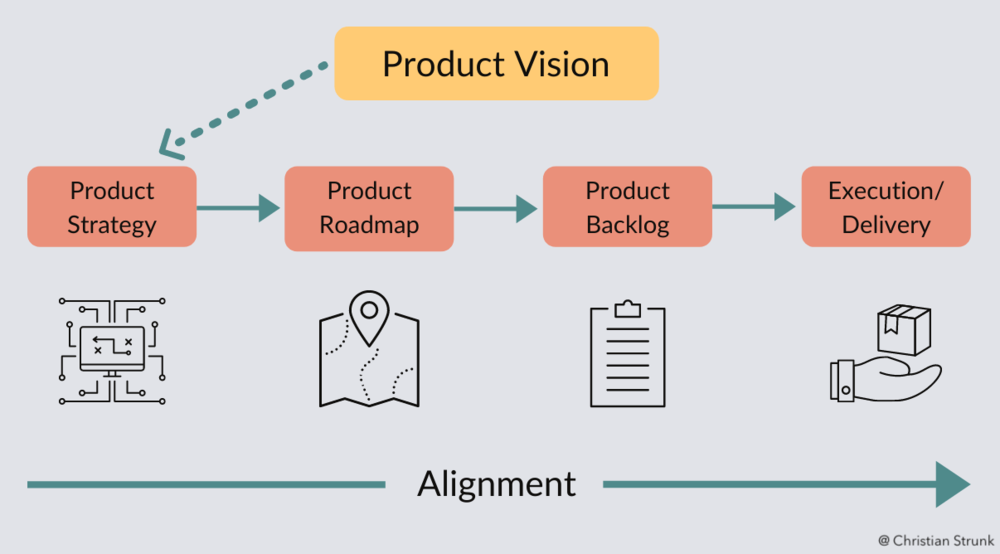 Product Vision
Product
Strategy
Product
Roadmap
Product
Backlog
Execution/
Delivery
Alignment
@ Christian Strunk